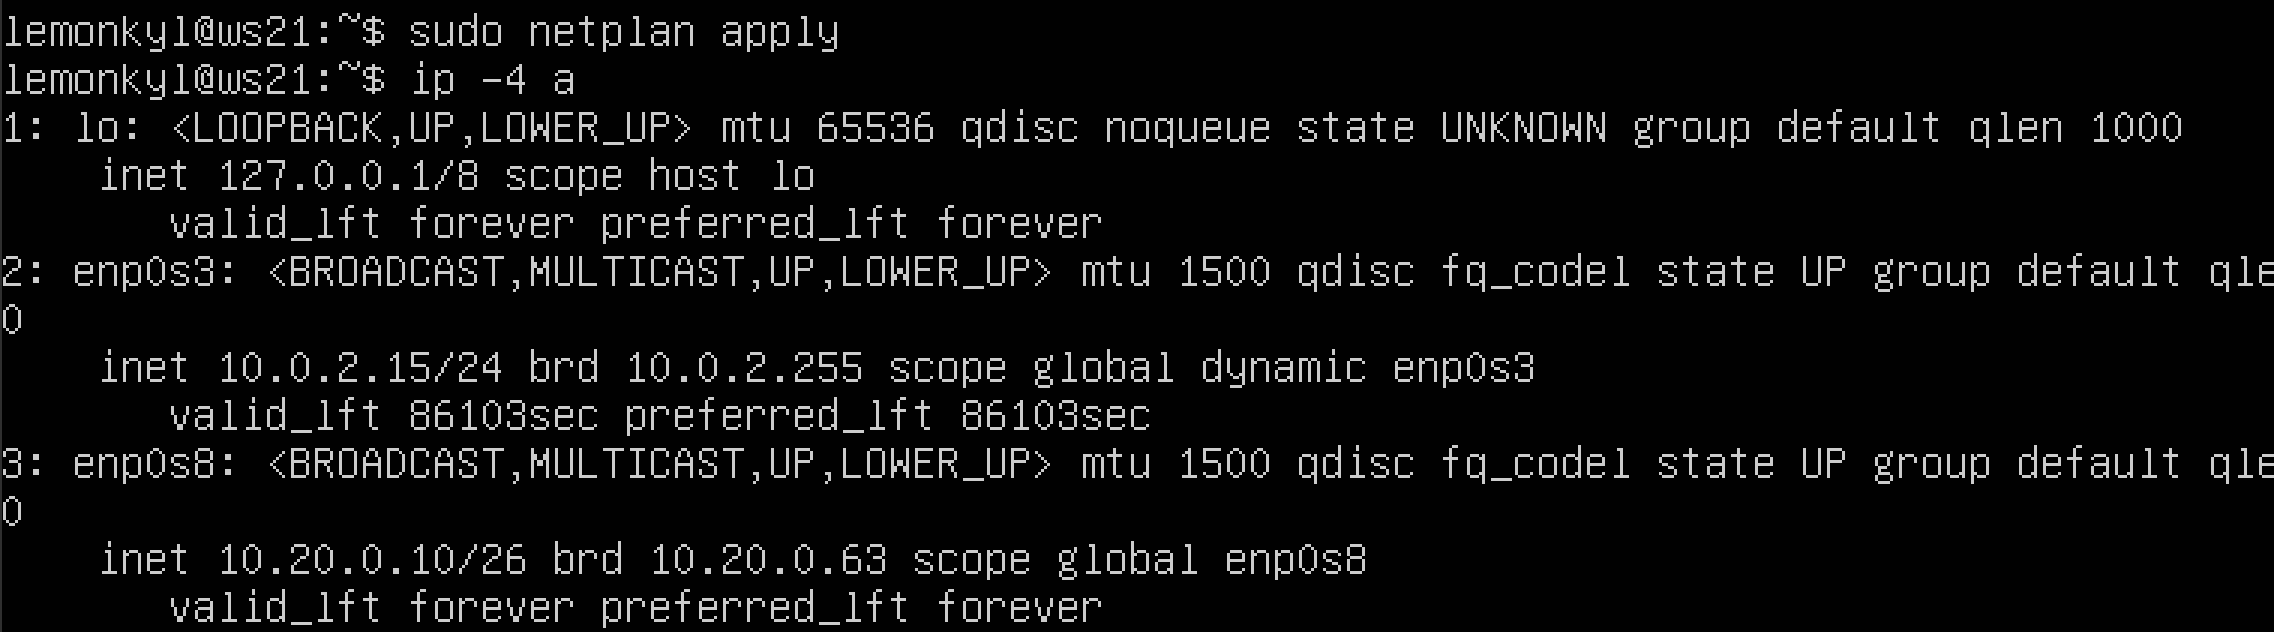 lemonkyl@ws21:~$ sudo netplan apply
lemonkyl@ws21:~$ ip -4 a
1: lo: <LOOPBACK,UP,LOWER_UP> mtu 65536 qdisc noqueue state UNKNOWN group default qlen 1000
    inet 127.0.0.1/8 scope host lo
       valid_lft forever preferred_lft forever
2: enp0s3: <BROADCAST,MULTICAST,UP,LOWER_UP> mtu 1500 qdisc fq_codel state UP group default qle
0
    inet 10.0.2.15/24 brd 10.0.2.255 scope global dynamic enp0s3
       valid_lft 86103sec preferred_lft 86103sec
3: enp0s8: <BROADCAST,MULTICAST,UP,LOWER_UP> mtu 1500 qdisc fq_codel state UP group default qle
0
    inet 10.20.0.10/26 brd 10.20.0.63 scope global enp0s8
       valid_lft forever preferred_lft forever